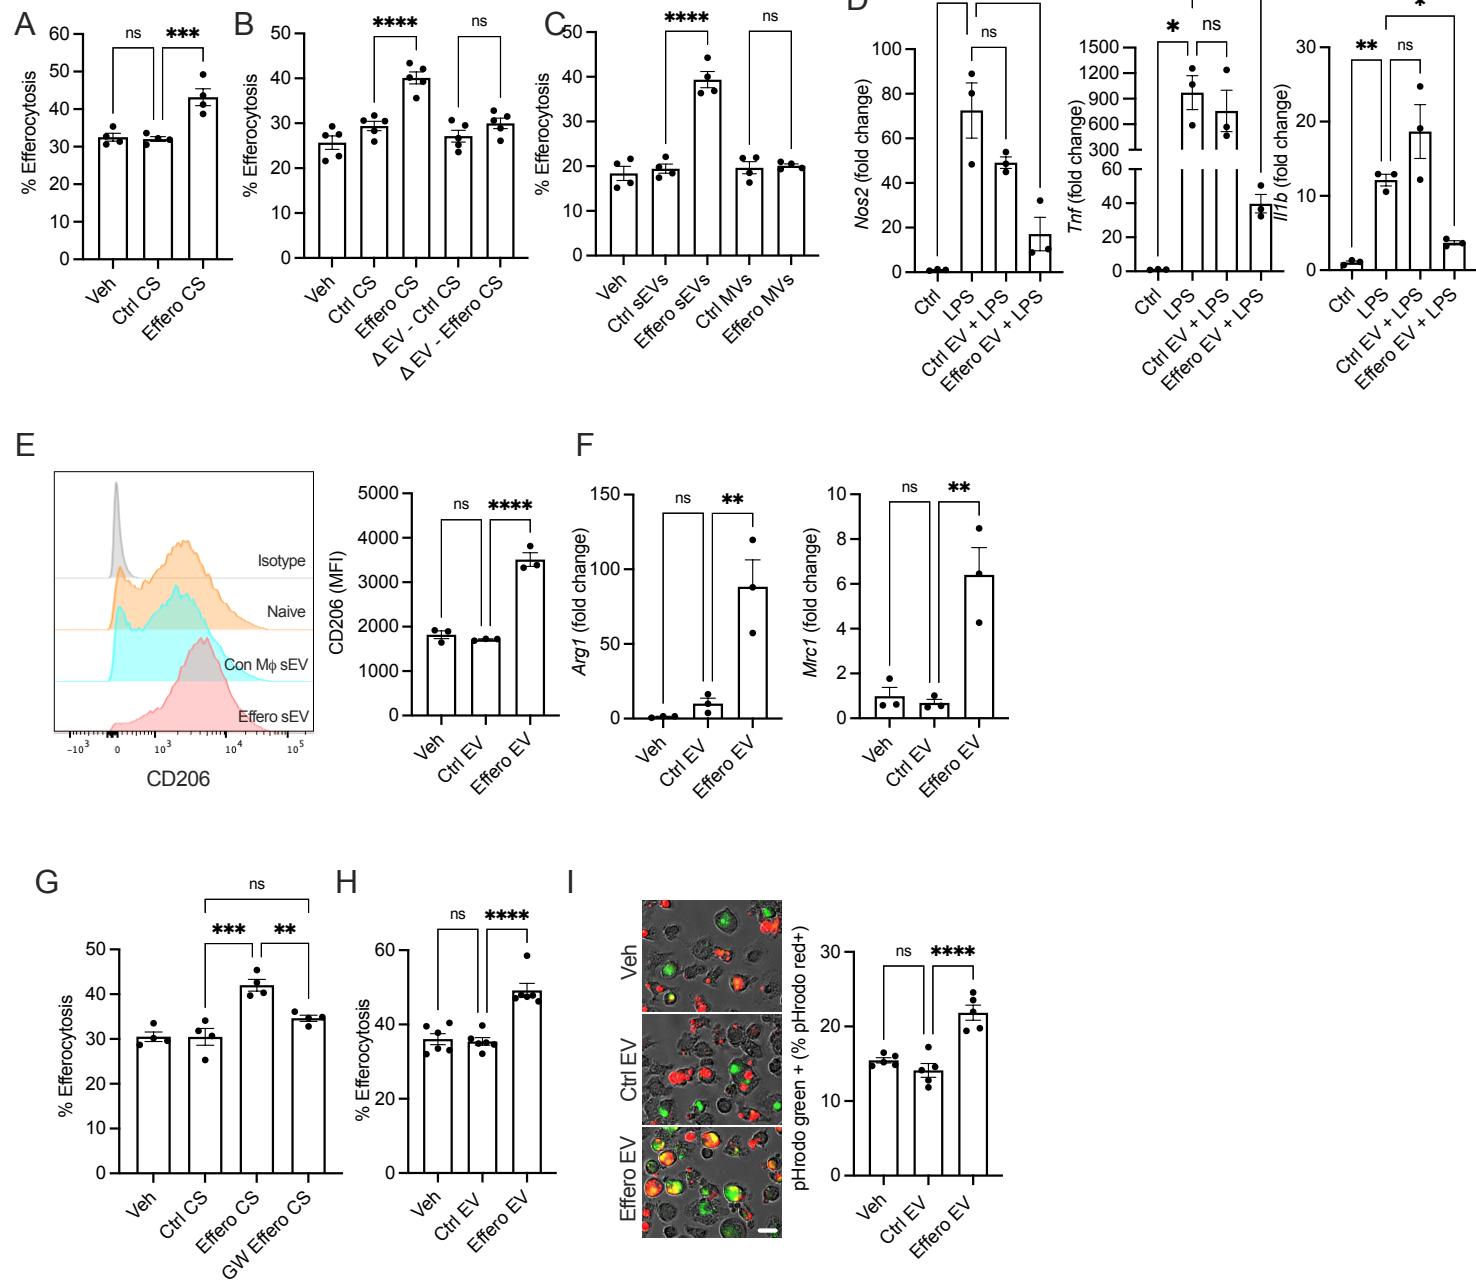 A
% Efferocytosis
60
50
40
30
20
10
0
ns
***
Veh
Ctrl CS
Effero CS
B
% Efferocytosis
50
40
30
20
10
0
****
ns
Veh
Ctrl CS
Effero CS
Δ EV - Ctrl CS
Δ EV - Effero CS
C
% Efferocytosis
50
40
30
20
10
0
****
ns
Veh
Ctrl sEVs
Effero sEVs
Ctrl MVs
Effero MVs
D
Nos2 (fold change)
100
80
60
40
20
0
ns
Ctrl
LPS
Ctrl EV + LPS
Effero EV + LPS
Tnf (fold change)
1500
1200
900
600
300
60
40
20
0
*
ns
Ctrl
LPS
Ctrl EV + LPS
Effero EV + LPS
Il1b (fold change)
30
20
10
0
**
ns
*
Ctrl
LPS
Ctrl EV + LPS
Effero EV + LPS
E
Isotype
Naive
Con Mϕ sEV
Effero sEV
-10³
0
10³
10⁴
10⁵
CD206
CD206 (MFI)
5000
4000
3000
2000
1000
0
ns
****
Veh
Ctrl EV
Effero EV
F
Arg1 (fold change)
150
100
50
0
ns
**
Veh
Ctrl EV
Effero EV
Mrc1 (fold change)
10
8
6
4
2
0
ns
**
Veh
Ctrl EV
Effero EV
G
% Efferocytosis
50
40
30
20
10
0
ns
***
**
Veh
Ctrl CS
Effero CS
GW Effero CS
H
% Efferocytosis
60
40
20
0
ns
****
Veh
Ctrl EV
Effero EV
I
Veh
Ctrl EV
Effero EV
pHrodo green + (% pHrodo red+)
30
20
10
0
ns
****
Veh
Ctrl EV
Effero EV